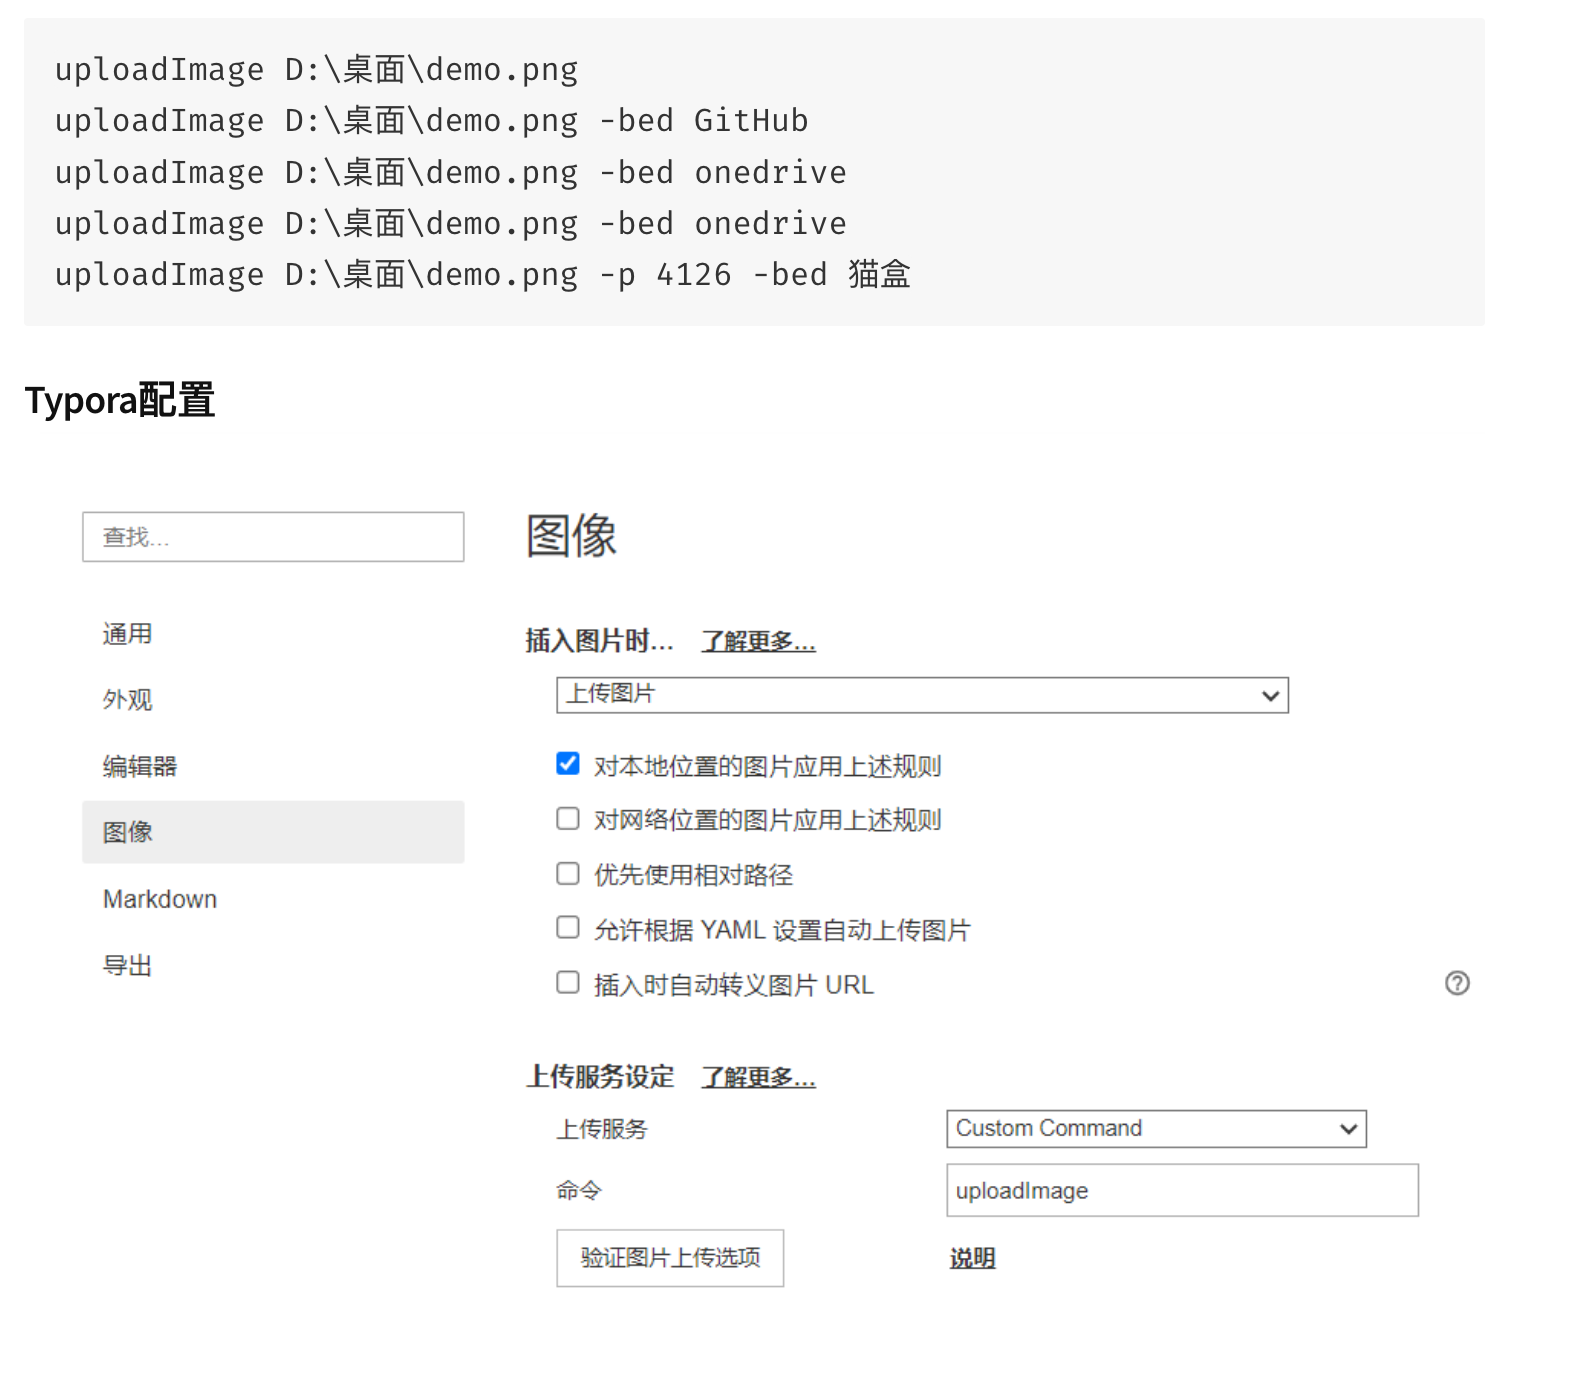 uploadImage D:\桌面\demo.png
uploadImage D:\桌面\demo.png -bed GitHub
uploadImage D:\桌面\demo.png -bed onedrive
uploadImage D:\桌面\demo.png -bed onedrive
uploadImage D:\桌面\demo.png -p 4126 -bed 猫盒
Typora配置
查找...
通用
外观
编辑器
图像
Markdown
导出
图像
插入图片时... 了解更多...
上传图片
对本地位置的图片应用上述规则
对网络位置的图片应用上述规则
优先使用相对路径
允许根据 YAML 设置自动上传图片
插入时自动转义图片 URL
上传服务设定 了解更多...
上传服务 Custom Command
命令 uploadImage
验证图片上传选项 说明